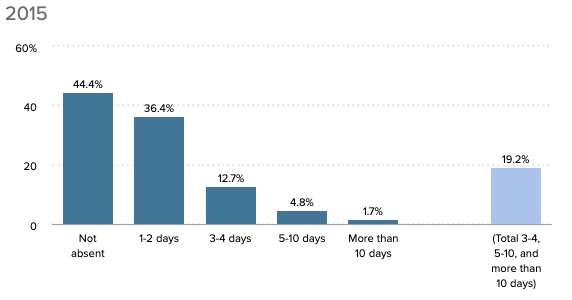 2015
60%
40
20
0
44.4%
36.4%
12.7%
4.8%
1.7%
19.2%
Not
absent
1-2 days
3-4 days
5-10 days
More than
10 days
(Total 3-4,
5-10, and
more than
10 days)